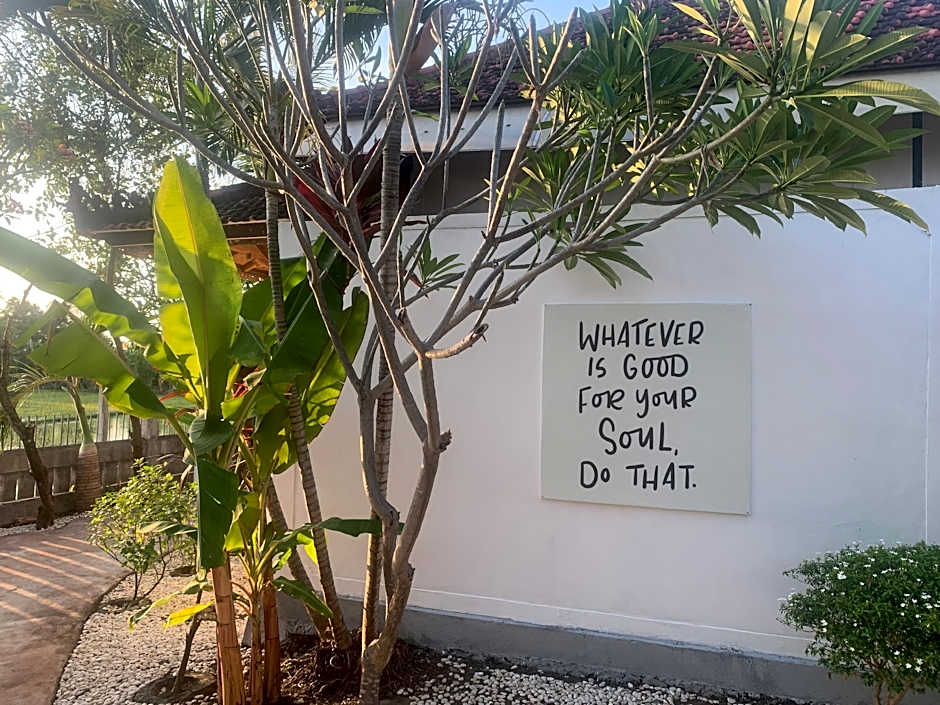 WHATEVER
IS GOOD
FOR YOUR
SOUL,
DO THAT.